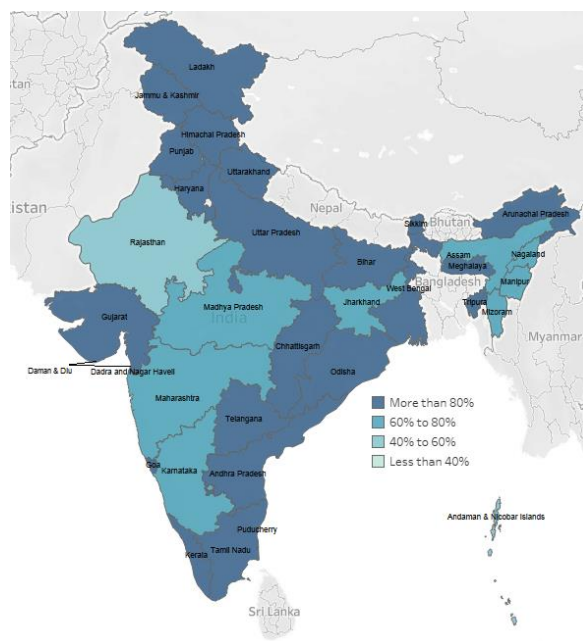 Ladakh
Jammu & Kashmir
Himachal Pradesh
Punjab
Uttarakhand
Haryana
Nepal
Bhutan
Sikkim
Arunachal Pradesh
Rajasthan
Uttar Pradesh
Assam
Nagaland
Bihar
Meghalaya
Manipur
Bangladesh
West Bengal
Jharkhand
Tripura
Mizoram
Gujarat
Madhya Pradesh
India
Myanmar
Chhattisgarh
Daman & Diu
Dadra and Nagar Haveli
Odisha
Maharashtra
Telangana
More than 80%
60% to 80%
40% to 60%
Less than 40%
Goa
Karnataka
Andhra Pradesh
Andaman & Nicobar Islands
Puducherry
Kerala
Tamil Nadu
Sri Lanka